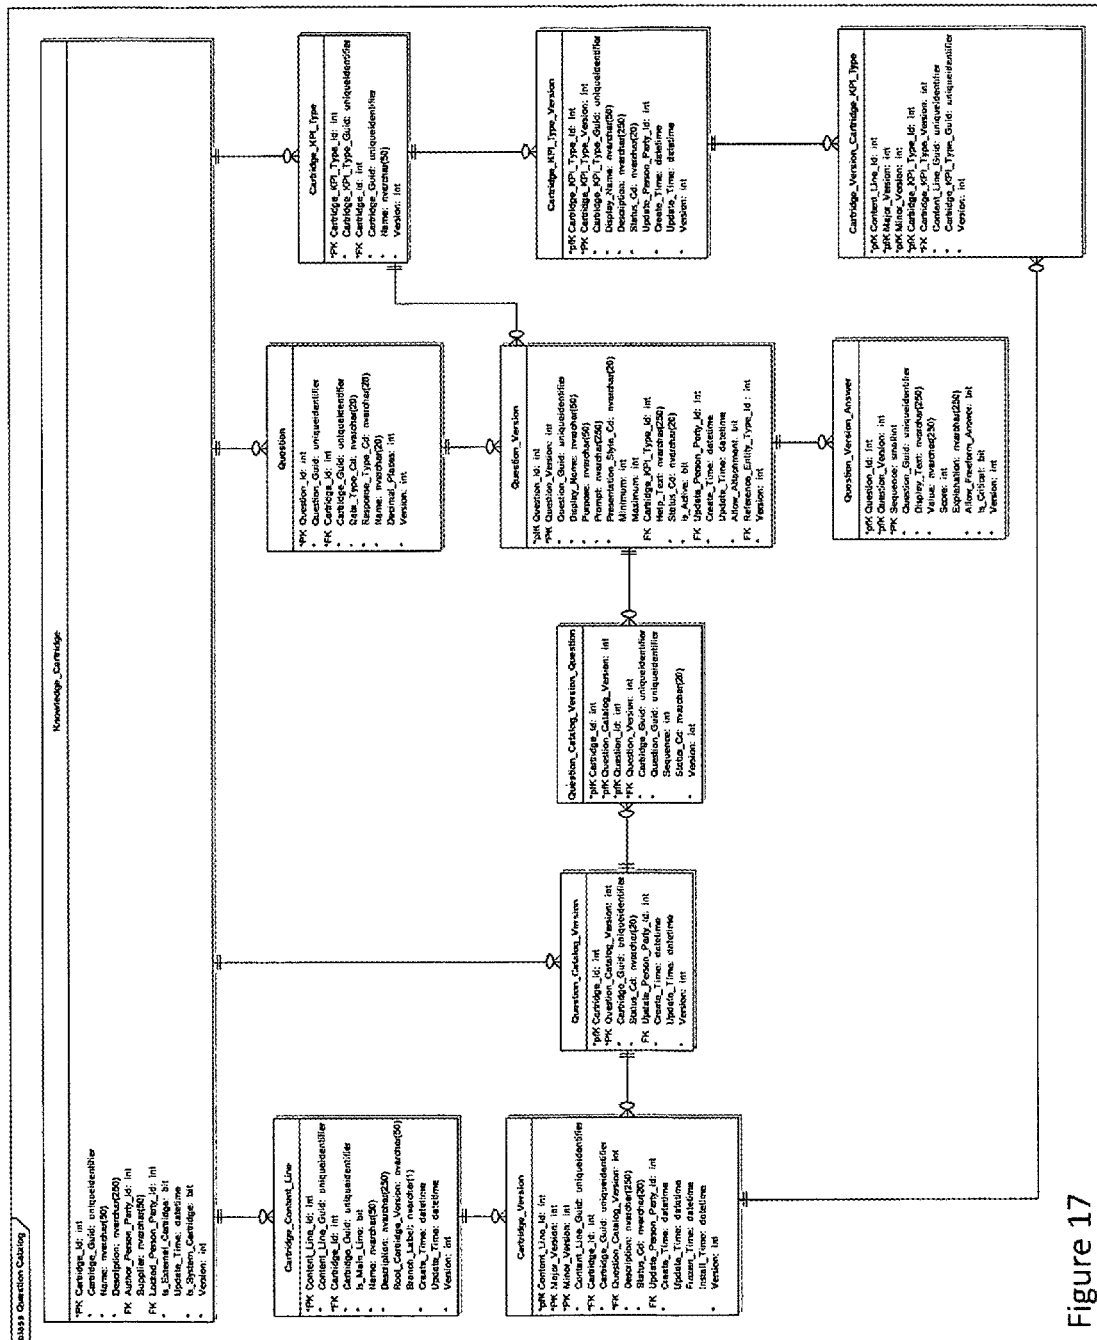 class Question Catalog
Knowledge_Cartridge
*PK Cartridge_Id: int
* Cartridge_Guid: uniqueidentifier
* Name: nvarchar(50)
* Description: nvarchar(250)
FK Author_Person_Party_Id: int
Supplier: nvarchar(50)
FK Locked_Person_Party_Id: int
* Is_External_Cartridge: bit
* Update_Time: datetime
* Is_System_Cartridge: bit
* Version: int
Cartridge_KPI_Type
*PK Cartridge_KPI_Type_Id: int
* Cartridge_KPI_Type_Guid: uniqueidentifier
*FK Cartridge_Id: int
* Cartridge_Guid: uniqueidentifier
* Name: nvarchar(50)
* Version: int
Cartridge_KPI_Type_Version
*pfK Cartridge_KPI_Type_Id: int
*PK Cartridge_KPI_Type_Version: int
* Cartridge_KPI_Type_Guid: uniqueidentifier
* Display_Name: nvarchar(50)
* Description: nvarchar(250)
* Status_Cd: nvarchar(20)
FK Update_Person_Party_Id: int
* Create_Time: datetime
* Update_Time: datetime
* Version: int
Cartridge_Version_Cartridge_KPI_Type
*pfK Content_Line_Id: int
*pfK Major_Version: int
*pfK Minor_Version: int
*pfK Cartridge_KPI_Type_Id: int
*FK Cartridge_KPI_Type_Version: int
* Content_Line_Guid: uniqueidentifier
* Cartridge_KPI_Type_Guid: uniqueidentifier
* Version: int
Question
*PK Question_Id: int
* Question_Guid: uniqueidentifier
*FK Cartridge_Id: int
* Cartridge_Guid: uniqueidentifier
* Data_Type_Cd: nvarchar(20)
* Response_Type_Cd: nvarchar(20)
* Name: nvarchar(20)
Decimal_Places: int
* Version: int
Question_Version
*pfK Question_Id: int
*PK Question_Version: int
* Question_Guid: uniqueidentifier
* Display_Name: nvarchar(50)
* Purpose: nvarchar(50)
* Prompt: nvarchar(250)
* Presentation_Style_Cd: nvarchar(20)
Minimum: int
Maximum: int
FK Cartridge_KPI_Type_Id: int
Help_Text: nvarchar(250)
* Status_Cd: nvarchar(20)
* Is_Active: bit
FK Update_Person_Party_Id: int
* Create_Time: datetime
* Update_Time: datetime
* Allow_Attachment: bit
FK Reference_Entity_Type_Id : int
* Version: int
Question_Version_Answer
*pfK Question_Id: int
*pfK Question_Version: int
*PK Sequence: smallint
* Question_Guid: uniqueidentifier
* Display_Text: nvarchar(250)
* Value: nvarchar(250)
Score: int
Explanation: nvarchar(250)
* Allow_Freeform_Answer: bit
* Is_Critical: bit
* Version: int
Question_Catalog_Version_Question
*pfK Cartridge_Id: int
*pfK Question_Catalog_Version: int
*pfK Question_Id: int
*FK Question_Version: int
* Cartridge_Guid: uniqueidentifier
* Question_Guid: uniqueidentifier
Sequence: int
Status_Cd: nvarchar(20)
* Version: int
Question_Catalog_Version
*pfK Cartridge_Id: int
*PK Question_Catalog_Version: int
* Cartridge_Guid: uniqueidentifier
* Status_Cd: nvarchar(20)
FK Update_Person_Party_Id: int
* Create_Time: datetime
Update_Time: datetime
* Version: int
Cartridge_Content_Line
*PK Content_Line_Id: int
* Content_Line_Guid: uniqueidentifier
*FK Cartridge_Id: int
* Cartridge_Guid: uniqueidentifier
* Is_Main_Line: bit
* Name: nvarchar(50)
Description: nvarchar(250)
Root_Cartridge_Version: nvarchar(50)
Branch_Label: nvarchar(1)
* Create_Time: datetime
* Update_Time: datetime
* Version: int
Cartridge_Version
*pfK Content_Line_Id: int
*PK Major_Version: int
*PK Minor_Version: int
* Content_Line_Guid: uniqueidentifier
*FK Cartridge_Id: int
* Cartridge_Guid: uniqueidentifier
*FK Question_Catalog_Version: int
* Description: nvarchar(250)
* Status_Cd: nvarchar(20)
FK Update_Person_Party_Id: int
* Create_Time: datetime
* Update_Time: datetime
Frozen_Time: datetime
Install_Time: datetime
* Version: int
Figure 17